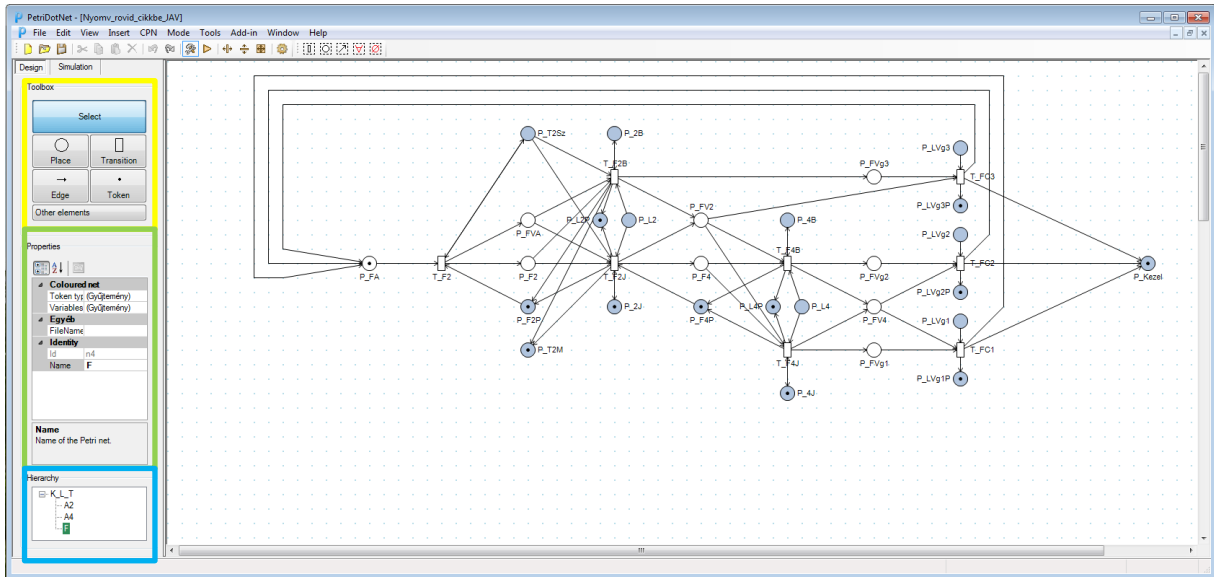 PetriDotNet - [Nyomv_rovid_cikkbe_JAV]
File Edit View Insert CPN Mode Tools Add-in Window Help
Design Simulation
Toolbox
Select
Place Transition
Edge Token
Other elements
Properties
Coloured net
Token typ (Gyűjtemény)
Variables (Gyűjtemény)
Egyéb
FileName
Identity
Id n4
Name F
Name
Name of the Petri net.
Hierarchy
K_L_T
A2
A4
F
P_T2Sz P_2B
P_LVg3
T_F2B P_FVg3
T_FC3
P_LVg3P
P_FV2
P_FVA P_L2P P_L2 P_4B
P_LVg2
T_F4B
P_FA T_F2 P_F2 T_F2J P_F4 P_FVg2 T_FC2 P_Kezel
P_LVg2P
P_F2P P_2J P_F4P P_L4P P_L4 P_FV4 P_LVg1
P_T2M
T_F4J P_FVg1 T_FC1
P_LVg1P
P_4J